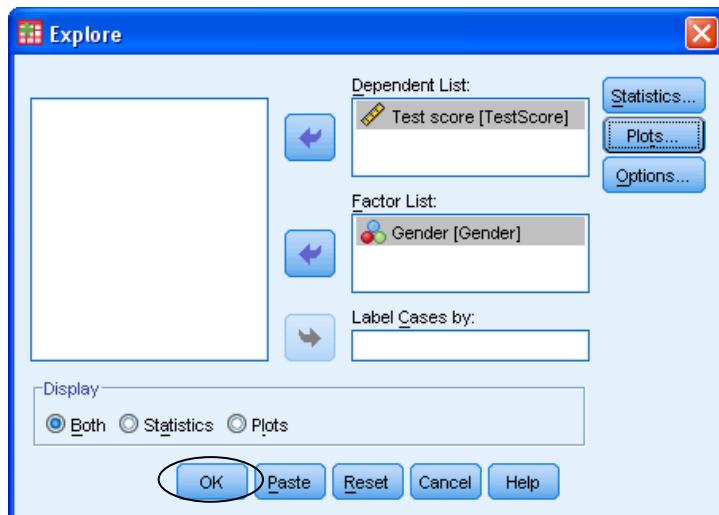 Explore
Dependent List:
Test score [TestScore]
Statistics...
Plots...
Options...
Factor List:
Gender [Gender]
Label Cases by:
Display
Both Statistics Plots
OK Paste Reset Cancel Help